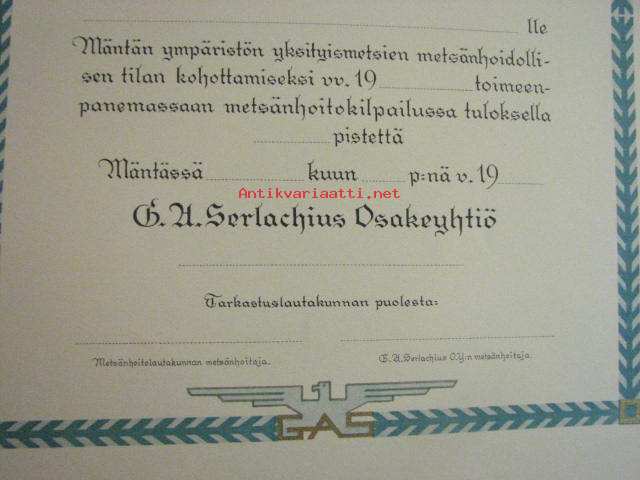 lle
Mäntän ympäristön yksityismetsien metsänhoidolli-
sen tilan kohottamiseksi vv. 19 toimeen-
panemassaan metsänhoitokilpailussa tuloksella
pistettä
Mäntässä kuun p:nä v. 19
Antikvariaatti.net
G. A. Serlachius Osakeyhtiö
Tarkastuslautakunnan puolesta:
Metsänhoitolautakunnan metsänhoitaja. G. A. Serlachius O.Y:n metsänhoitaja.
GAS